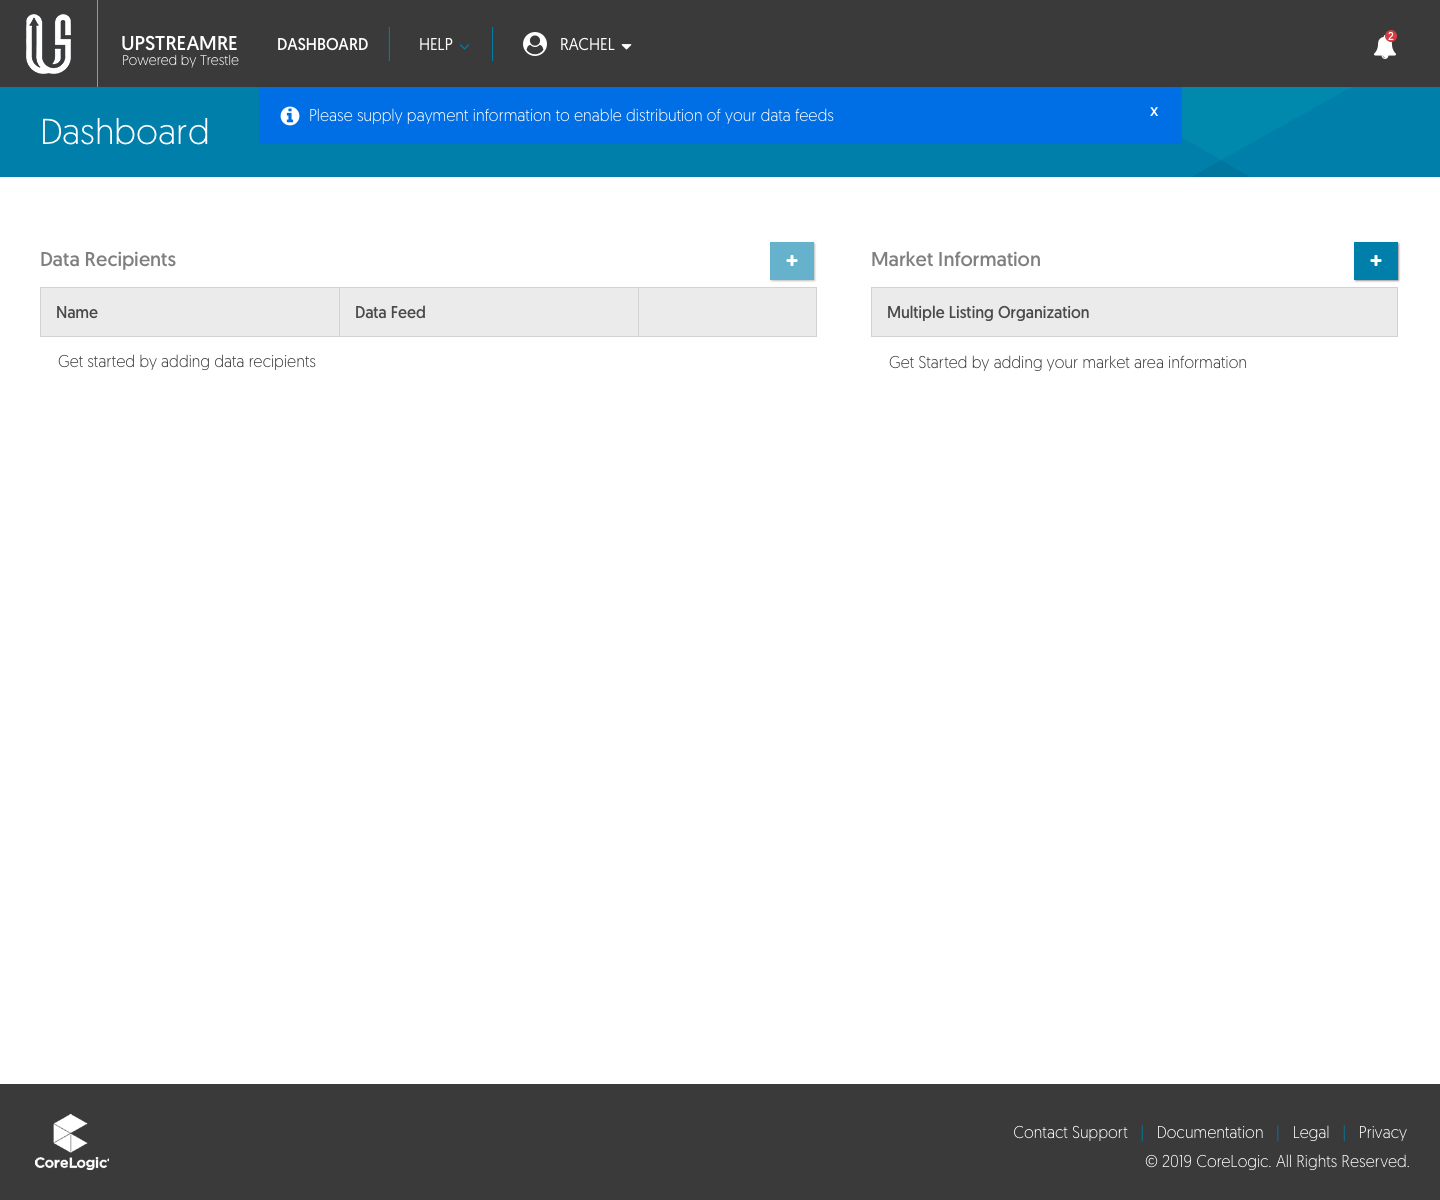 UPSTREAMRE
Powered by Trestle
DASHBOARD
HELP
RACHEL
2
Dashboard
Please supply payment information to enable distribution of your data feeds
x
Data Recipients
+
Name
Data Feed
Get started by adding data recipients
Market Information
+
Multiple Listing Organization
Get Started by adding your market area information
CoreLogic
Contact Support | Documentation | Legal | Privacy
© 2019 CoreLogic. All Rights Reserved.